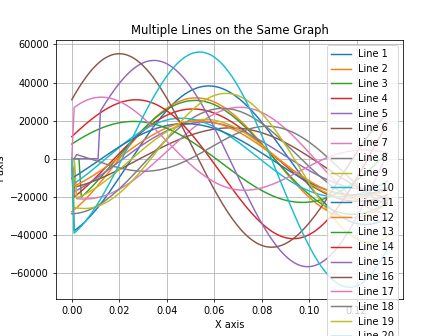 Multiple Lines on the Same Graph
60000
40000
20000
0
−20000
−40000
−60000
0.00
0.02
0.04
0.06
0.08
0.10
X axis
axis
Line 1
Line 2
Line 3
Line 4
Line 5
Line 6
Line 7
Line 8
Line 9
Line 10
Line 11
Line 12
Line 13
Line 14
Line 15
Line 16
Line 17
Line 18
Line 19
Line 20